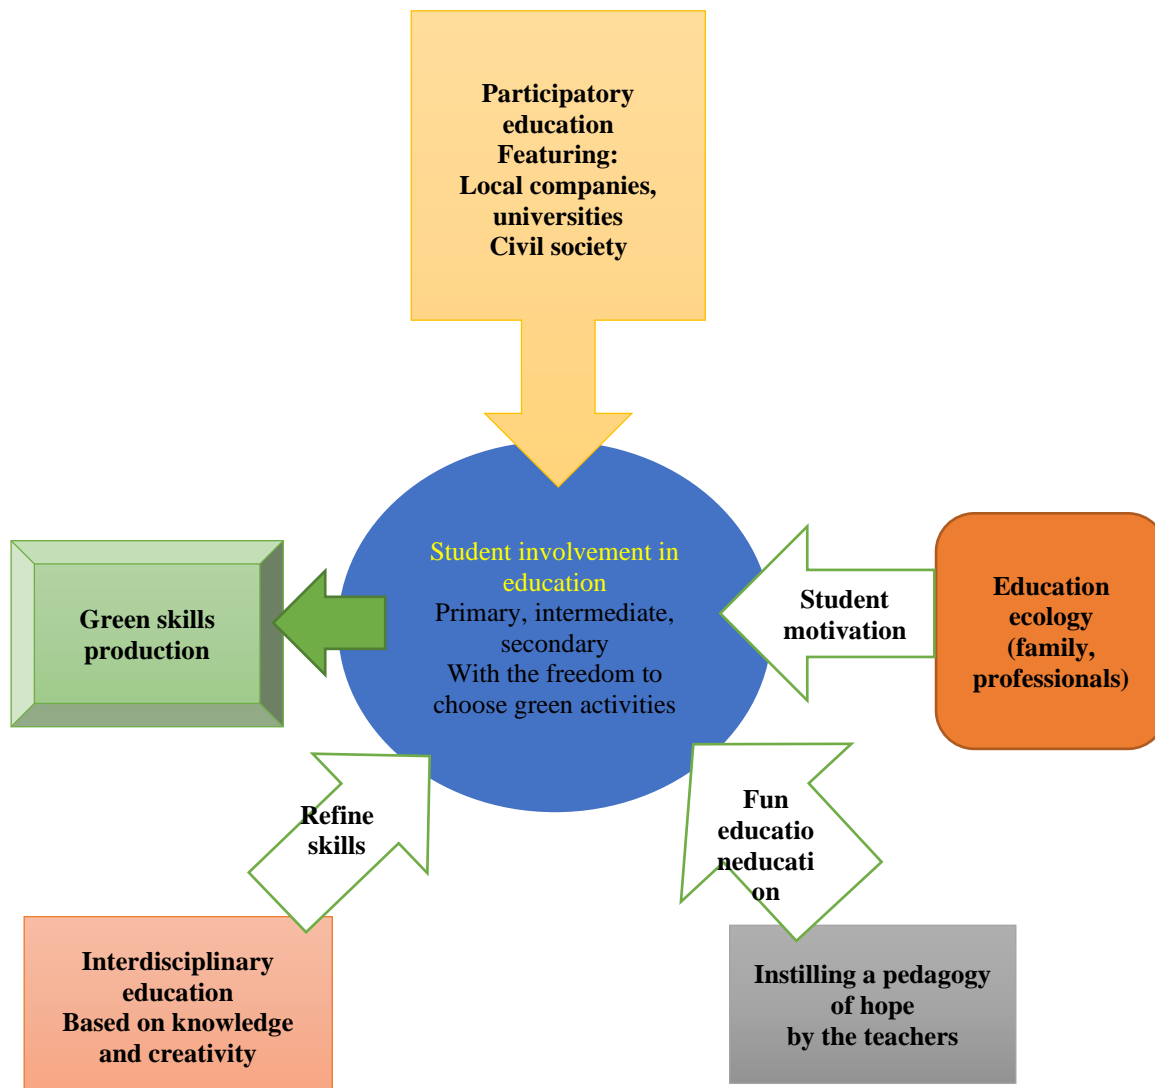 Participatory
education
Featuring:
Local companies,
universities
Civil society
Student involvement in
education
Primary, intermediate,
secondary
With the freedom to
choose green activities
Green skills
production
Student
motivation
Education
ecology
(family,
professionals)
Refine
skills
Fun
educatio
neducati
on
Interdisciplinary
education
Based on knowledge
and creativity
Instilling a pedagogy
of hope
by the teachers